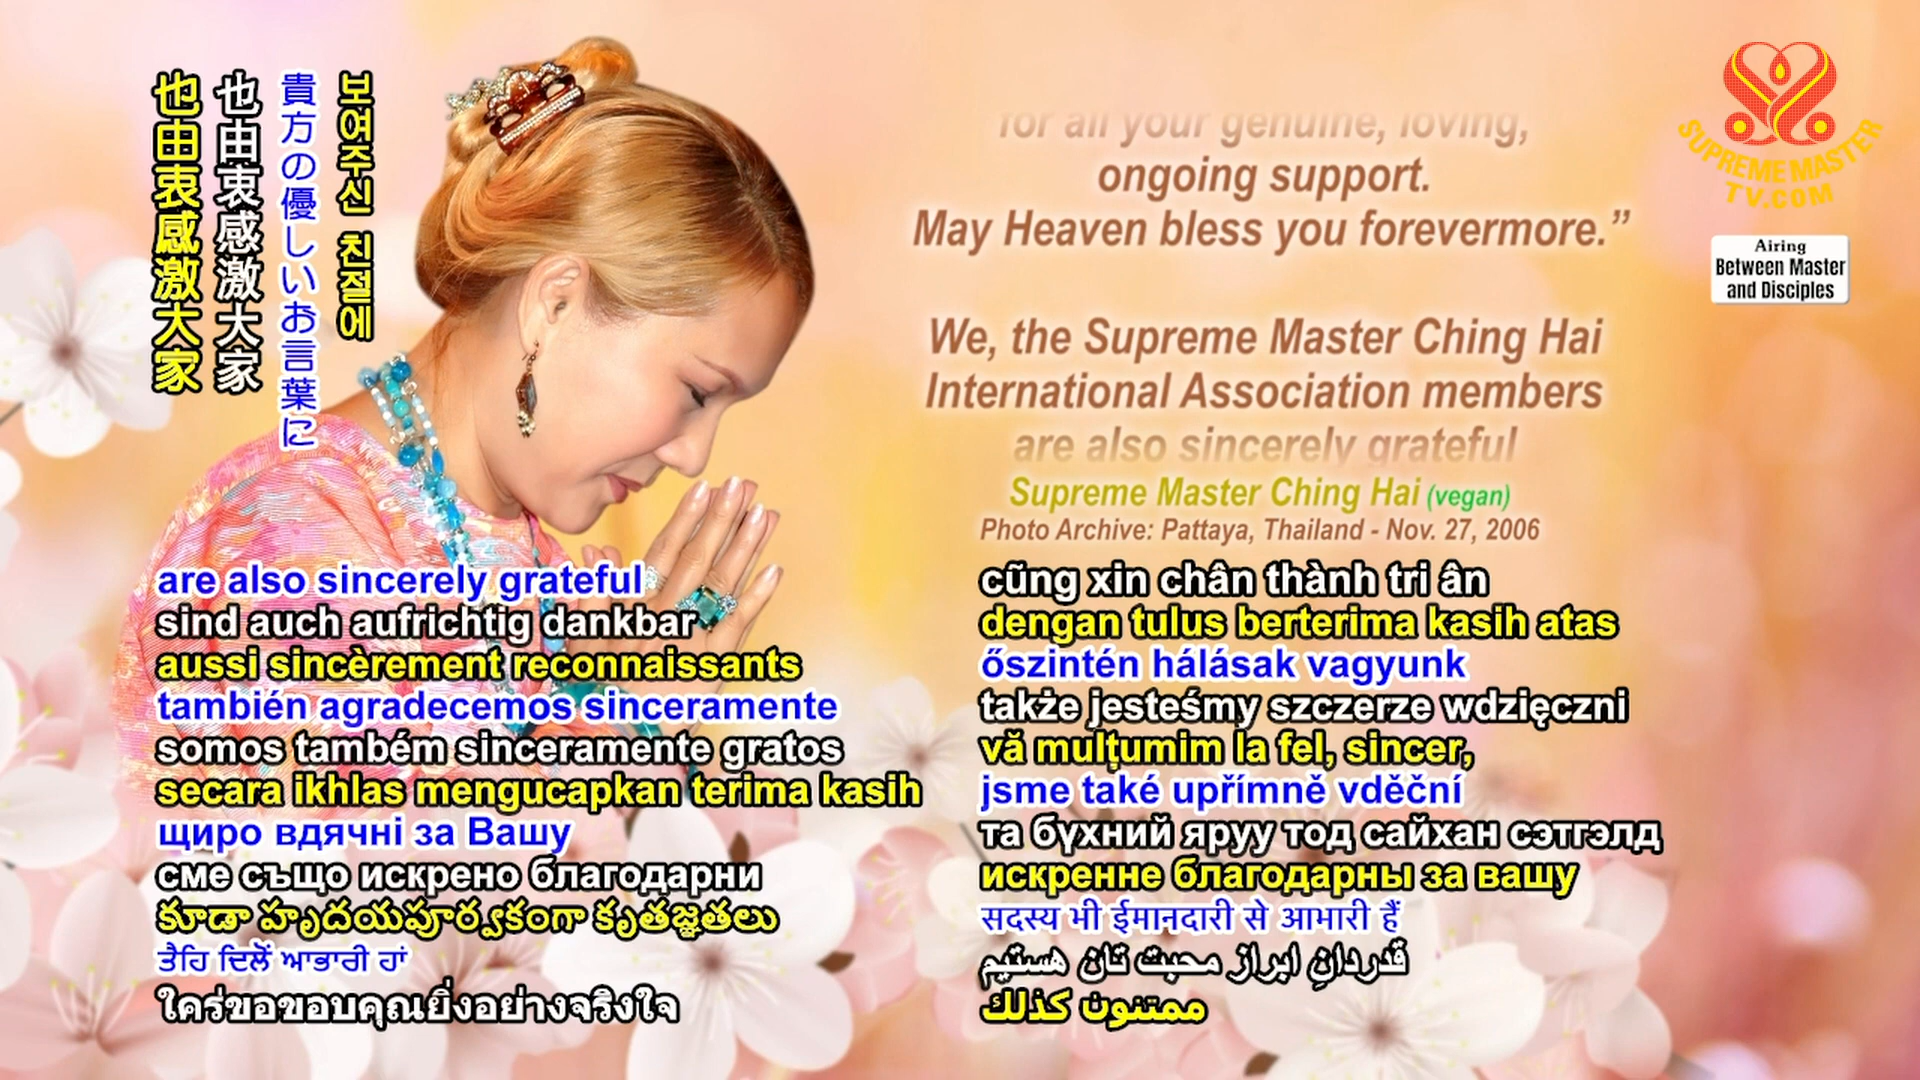 也由衷感激大家
也由衷感激大家
貴方の優しいお言葉に
보여주신 친절에
for all your genuine, loving,
ongoing support.
May Heaven bless you forevermore.”
We, the Supreme Master Ching Hai
International Association members
are also sincerely grateful
Supreme Master Ching Hai (vegan)
Photo Archive: Pattaya, Thailand - Nov. 27, 2006
SUPREME MASTER
TV.COM
Airing
Between Master
and Disciples
are also sincerely grateful
sind auch aufrichtig dankbar
aussi sincèrement reconnaissants
también agradecemos sinceramente
somos também sinceramente gratos
secara ikhlas mengucapkan terima kasih
щиро вдячні за Вашу
сме също искрено благодарни
కూడా హృదయపూర్వకంగా కృతజ్ఞతలు
ਤੈਹਿ ਦਿਲੋਂ ਆਭਾਰੀ ਹਾਂ
ใคร่ขอขอบคุณยิ่งอย่างจริงใจ
cũng xin chân thành tri ân
dengan tulus berterima kasih atas
őszintén hálásak vagyunk
także jesteśmy szczerze wdzięczni
vă mulțumim la fel, sincer,
jsme také upřímně vděční
та бүхний яруу тод сайхан сэтгэлд
искренне благодарны за вашу
सदस्य भी ईमानदारी से आभारी हैं
قدردانِ ابراز محبت تان هستیم
ممتنون كذلك